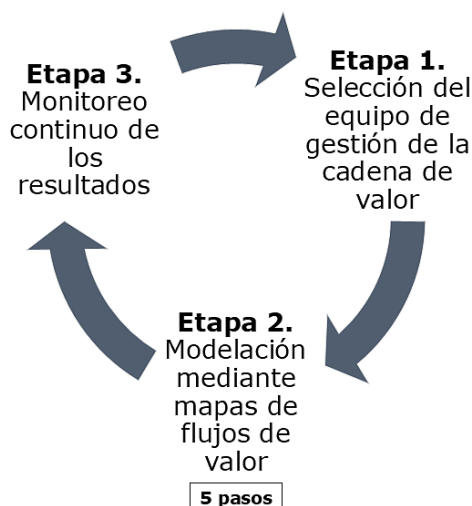 Etapa 1.
Selección del
equipo de
gestión de la
cadena de
valor
Etapa 2.
Modelación
mediante
mapas de
flujos de
valor
5 pasos
Etapa 3.
Monitoreo
continuo de
los
resultados